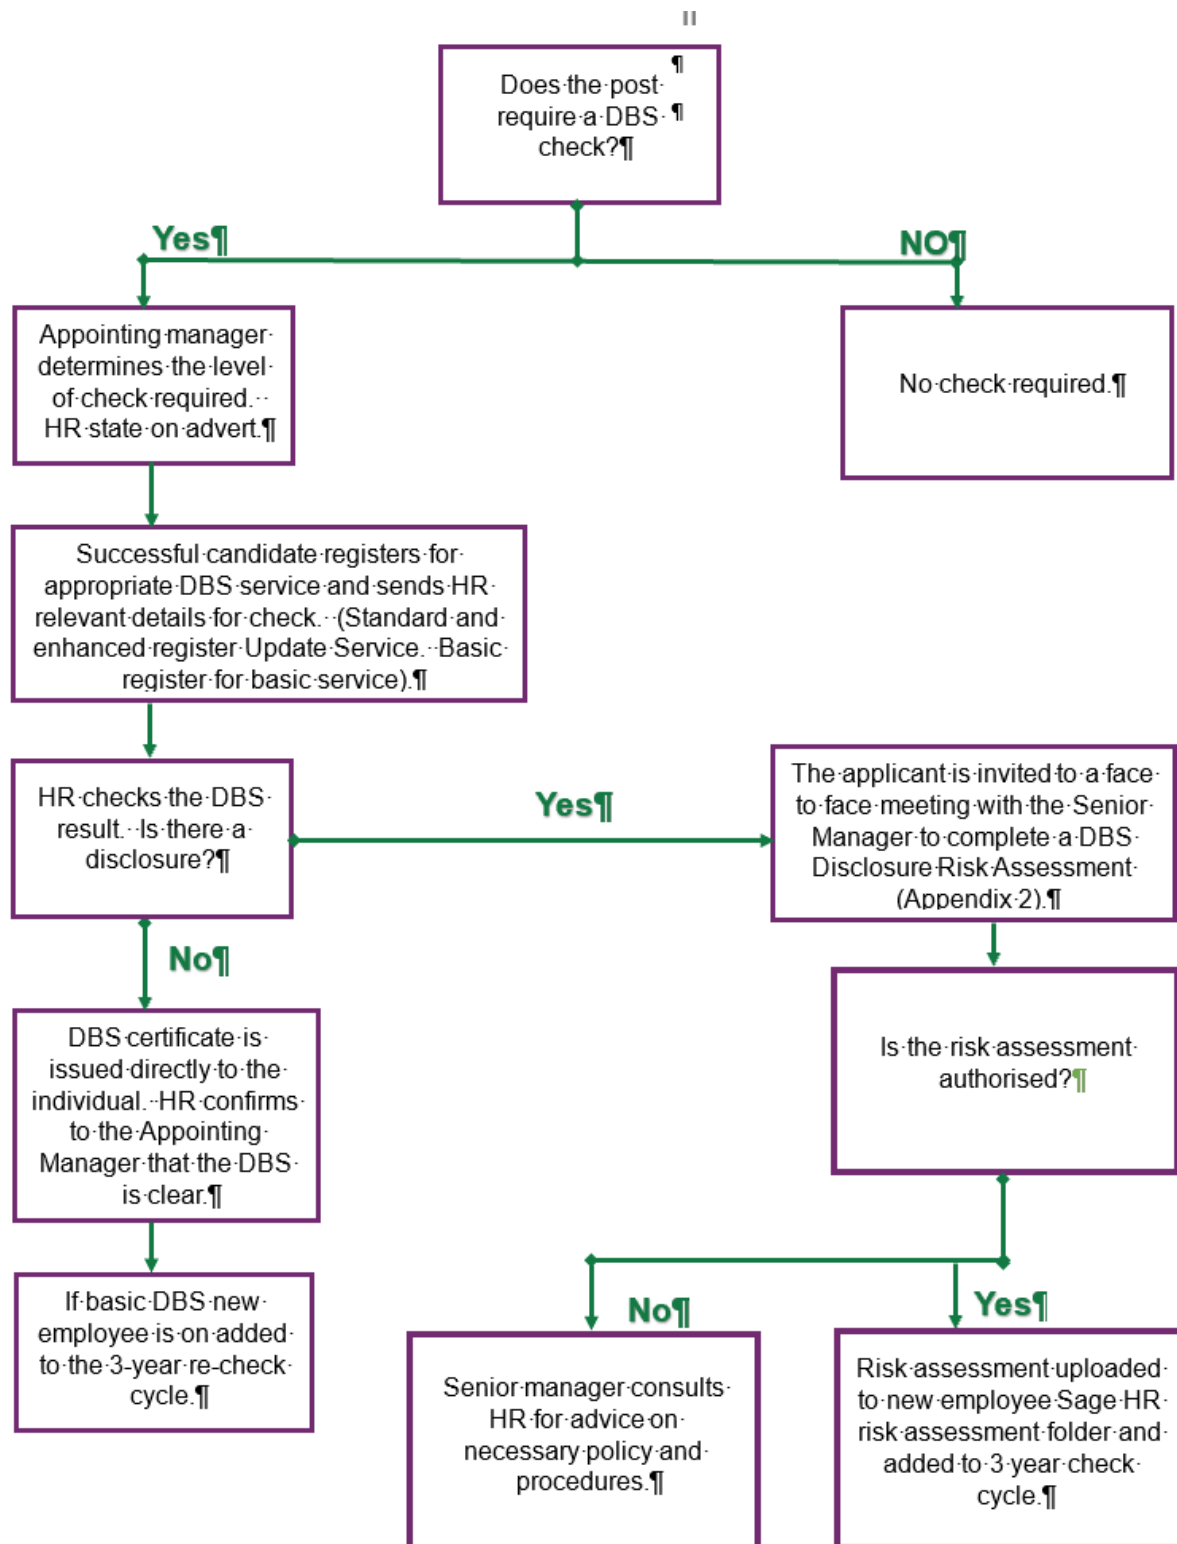 Does the post
require a DBS
check?¶
¶
¶
Yes¶
NO¶
Appointing manager
determines the level
of check required.
HR state on advert.¶
No check required.¶
Successful candidate registers for
appropriate DBS service and sends HR
relevant details for check. (Standard and
enhanced register Update Service. Basic
register for basic service).¶
HR checks the DBS
result. Is there a
disclosure?¶
Yes¶
The applicant is invited to a face
to face meeting with the Senior
Manager to complete a DBS
Disclosure Risk Assessment
(Appendix 2).¶
No¶
DBS certificate is
issued directly to the
individual. HR confirms
to the Appointing
Manager that the DBS
is clear.¶
Is the risk assessment
authorised?¶
If basic DBS new
employee is on added
to the 3-year re-check
cycle.¶
No¶
Yes¶
Senior manager consults
HR for advice on
necessary policy and
procedures.¶
Risk assessment uploaded
to new employee Sage HR
risk assessment folder and
added to 3 year check
cycle.¶